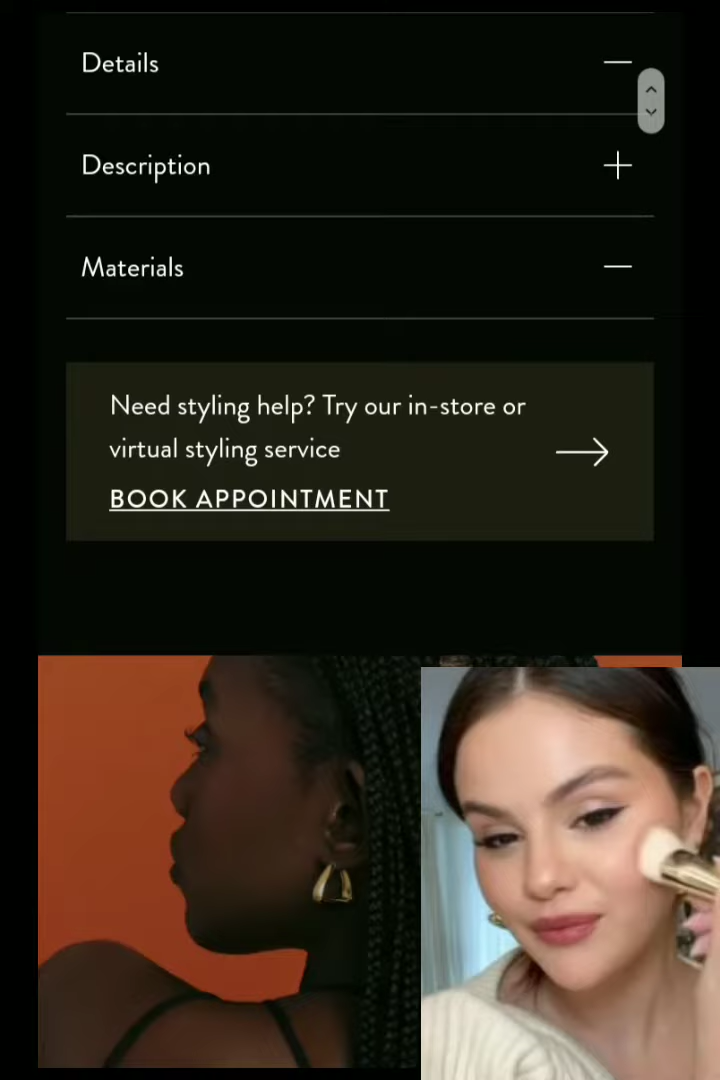 Details
Description
Materials
Need styling help? Try our in-store or
virtual styling service
BOOK APPOINTMENT